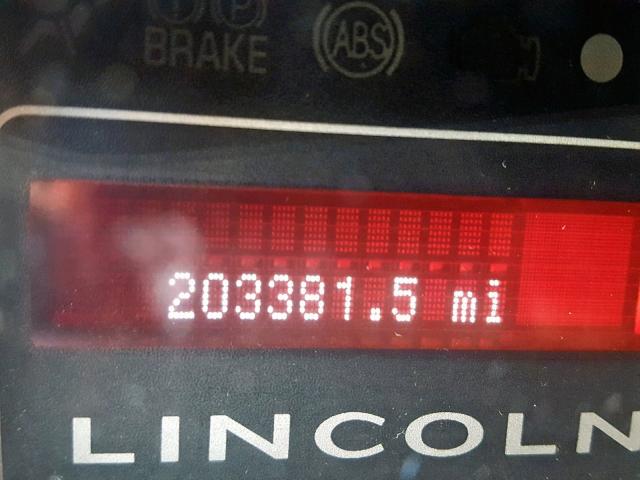 (!) (P)
BRAKE (ABS)
203381.5 mi
LINCOLN